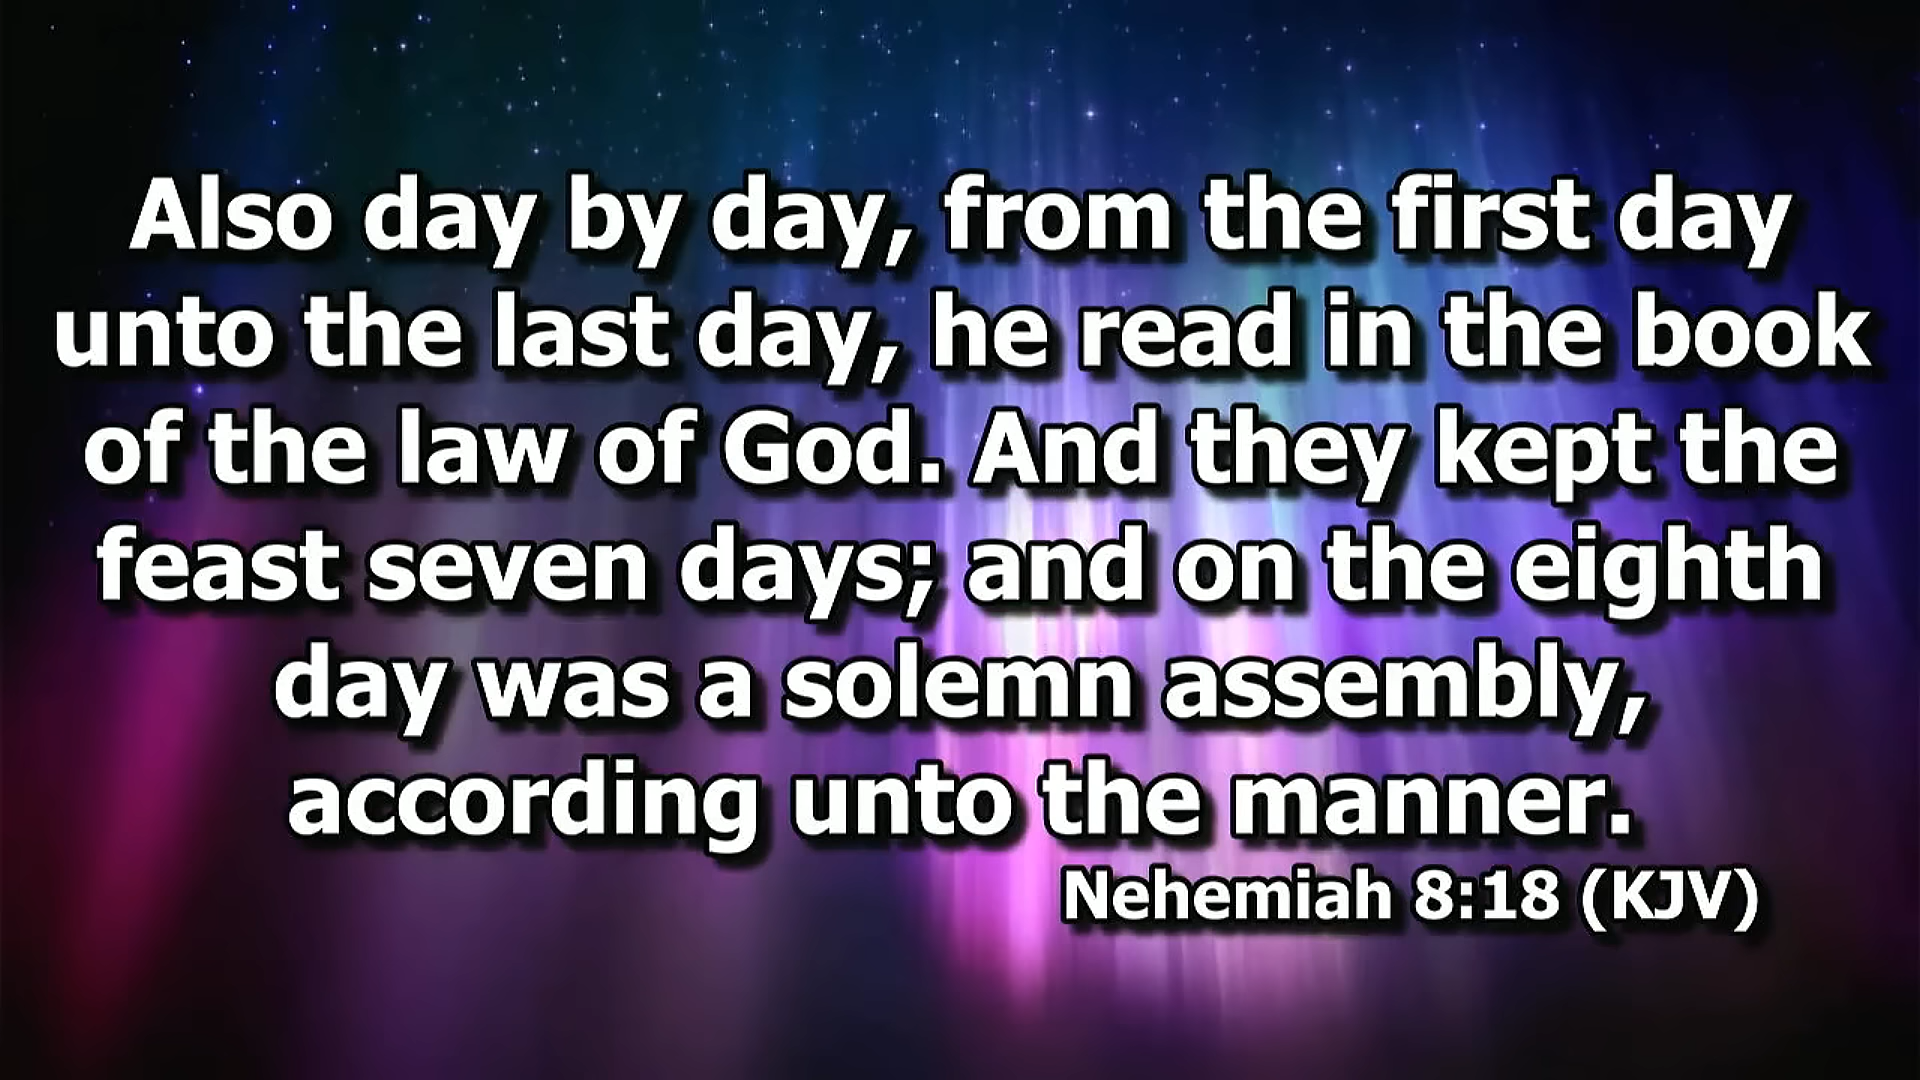 Also day by day, from the first day
unto the last day, he read in the book
of the law of God. And they kept the
feast seven days; and on the eighth
day was a solemn assembly,
according unto the manner.
Nehemiah 8:18 (KJV)